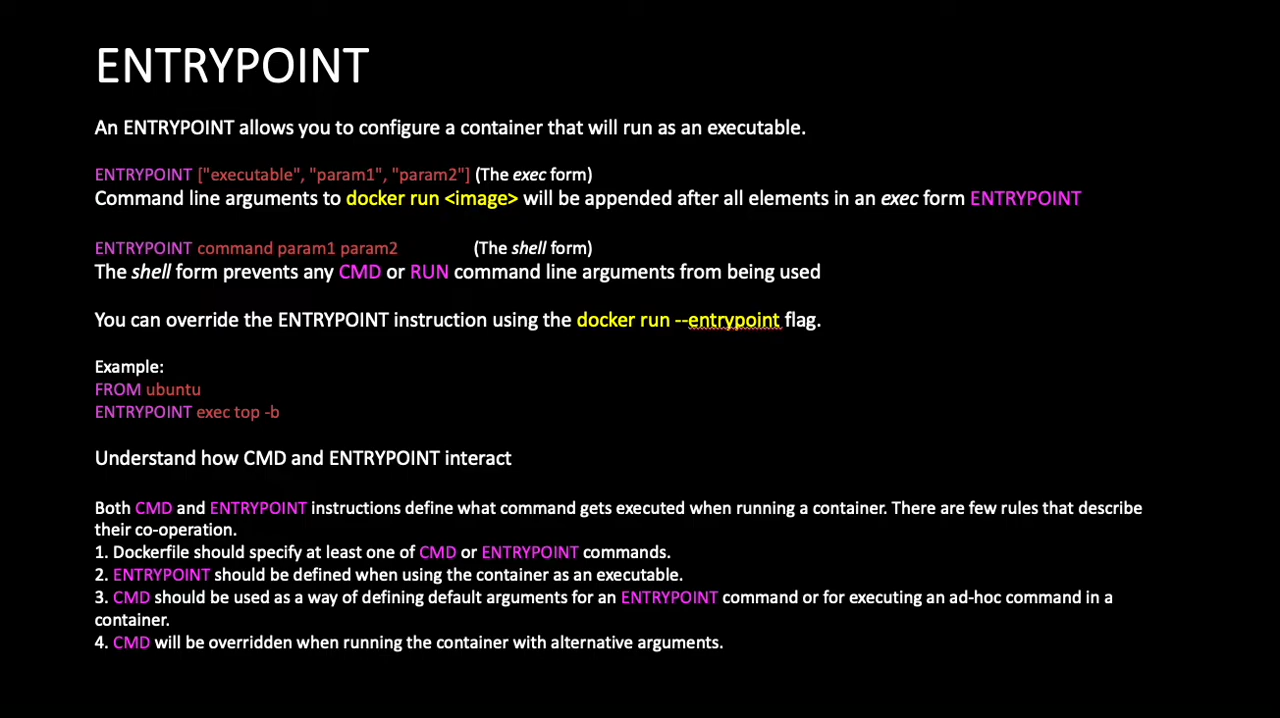 ENTRYPOINT
An ENTRYPOINT allows you to configure a container that will run as an executable.
ENTRYPOINT ["executable", "param1", "param2"] (The exec form)
Command line arguments to docker run <image> will be appended after all elements in an exec form ENTRYPOINT
ENTRYPOINT command param1 param2 (The shell form)
The shell form prevents any CMD or RUN command line arguments from being used
You can override the ENTRYPOINT instruction using the docker run --entrypoint flag.
Example:
FROM ubuntu
ENTRYPOINT exec top -b
Understand how CMD and ENTRYPOINT interact
Both CMD and ENTRYPOINT instructions define what command gets executed when running a container. There are few rules that describe
their co-operation.
1. Dockerfile should specify at least one of CMD or ENTRYPOINT commands.
2. ENTRYPOINT should be defined when using the container as an executable.
3. CMD should be used as a way of defining default arguments for an ENTRYPOINT command or for executing an ad-hoc command in a
container.
4. CMD will be overridden when running the container with alternative arguments.